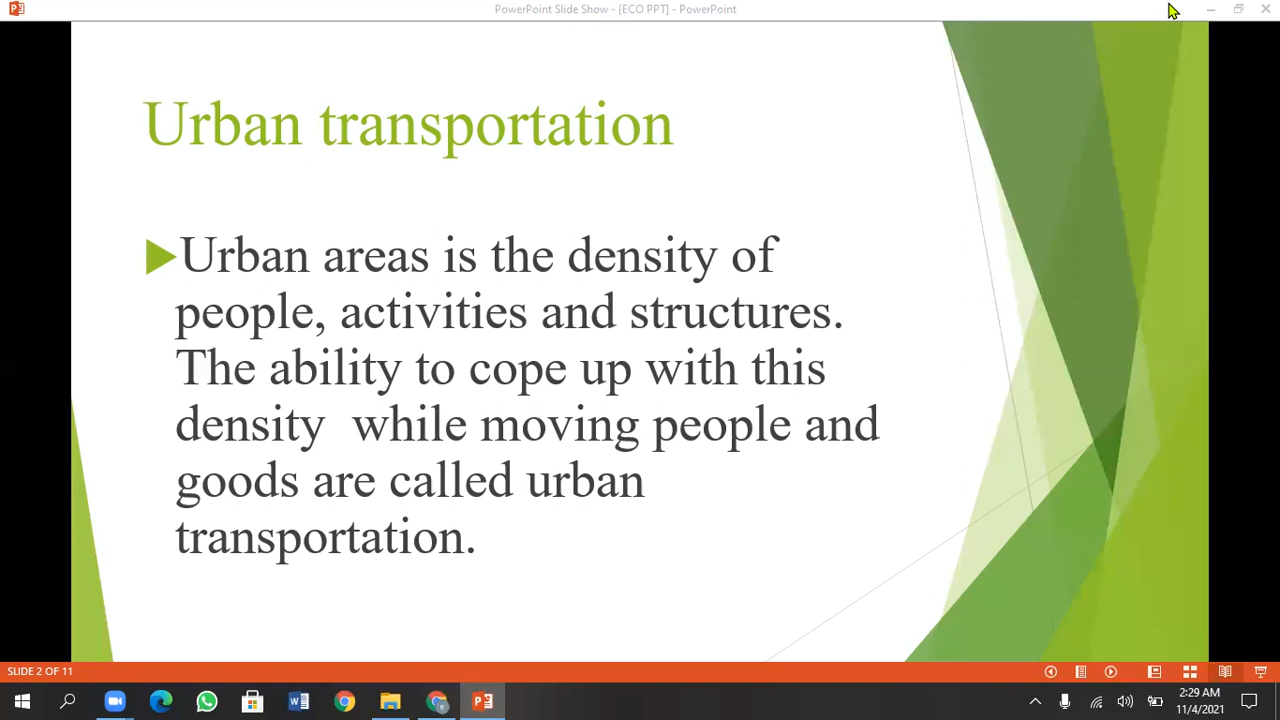 PowerPoint Slide Show - [ECO PPT] - PowerPoint
Urban transportation
Urban areas is the density of
people, activities and structures.
The ability to cope up with this
density  while moving people and
goods are called urban
transportation.
SLIDE 2 OF 11
2:29 AM
11/4/2021